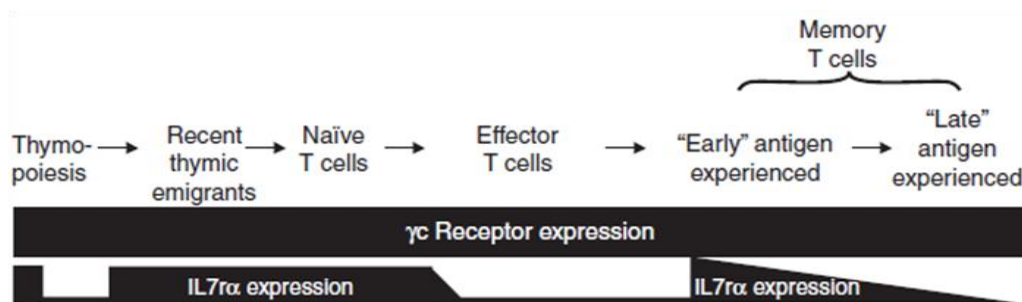 Memory
T cells
Thymo-
poiesis
Recent
thymic
emigrants
Naïve
T cells
Effector
T cells
"Early" antigen
experienced
"Late"
antigen
experienced
γc Receptor expression
IL7rα expression
IL7rα expression